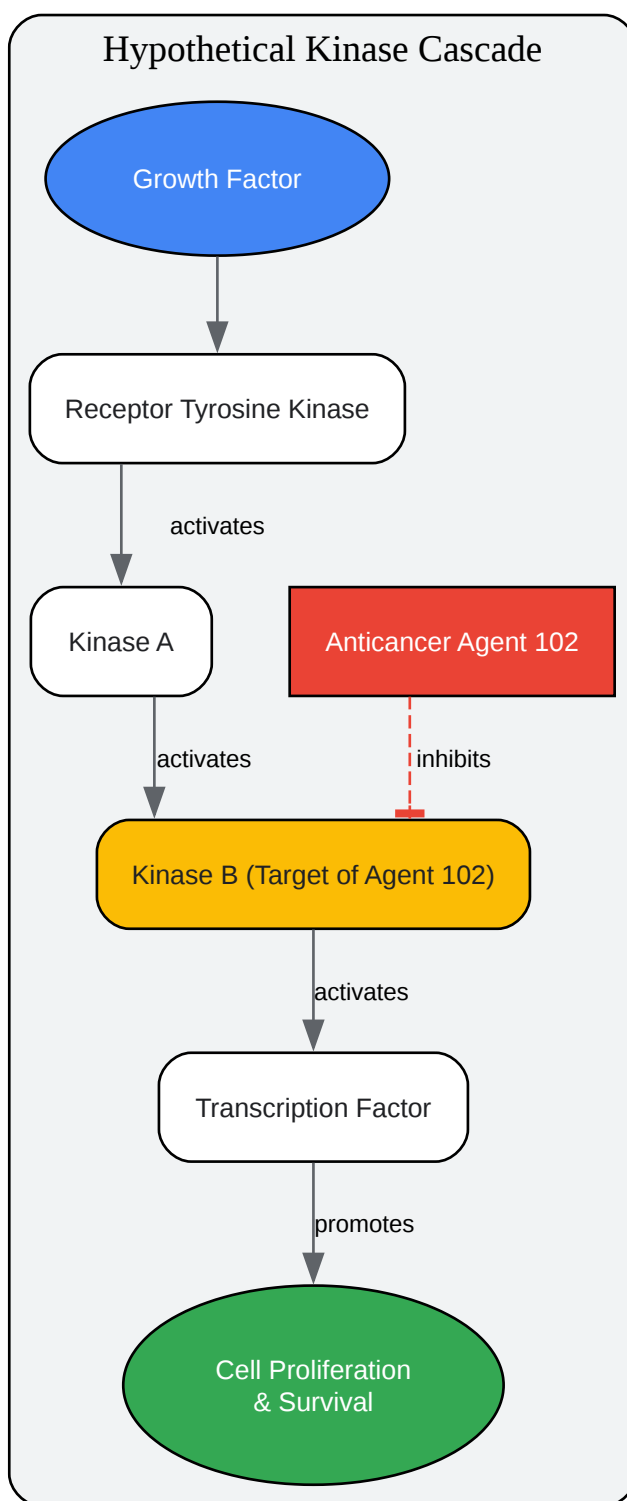 Hypothetical Kinase Cascade
Growth Factor
Receptor Tyrosine Kinase
activates
Kinase A
Anticancer Agent 102
activates
inhibits
Kinase B (Target of Agent 102)
activates
Transcription Factor
promotes
Cell Proliferation
& Survival